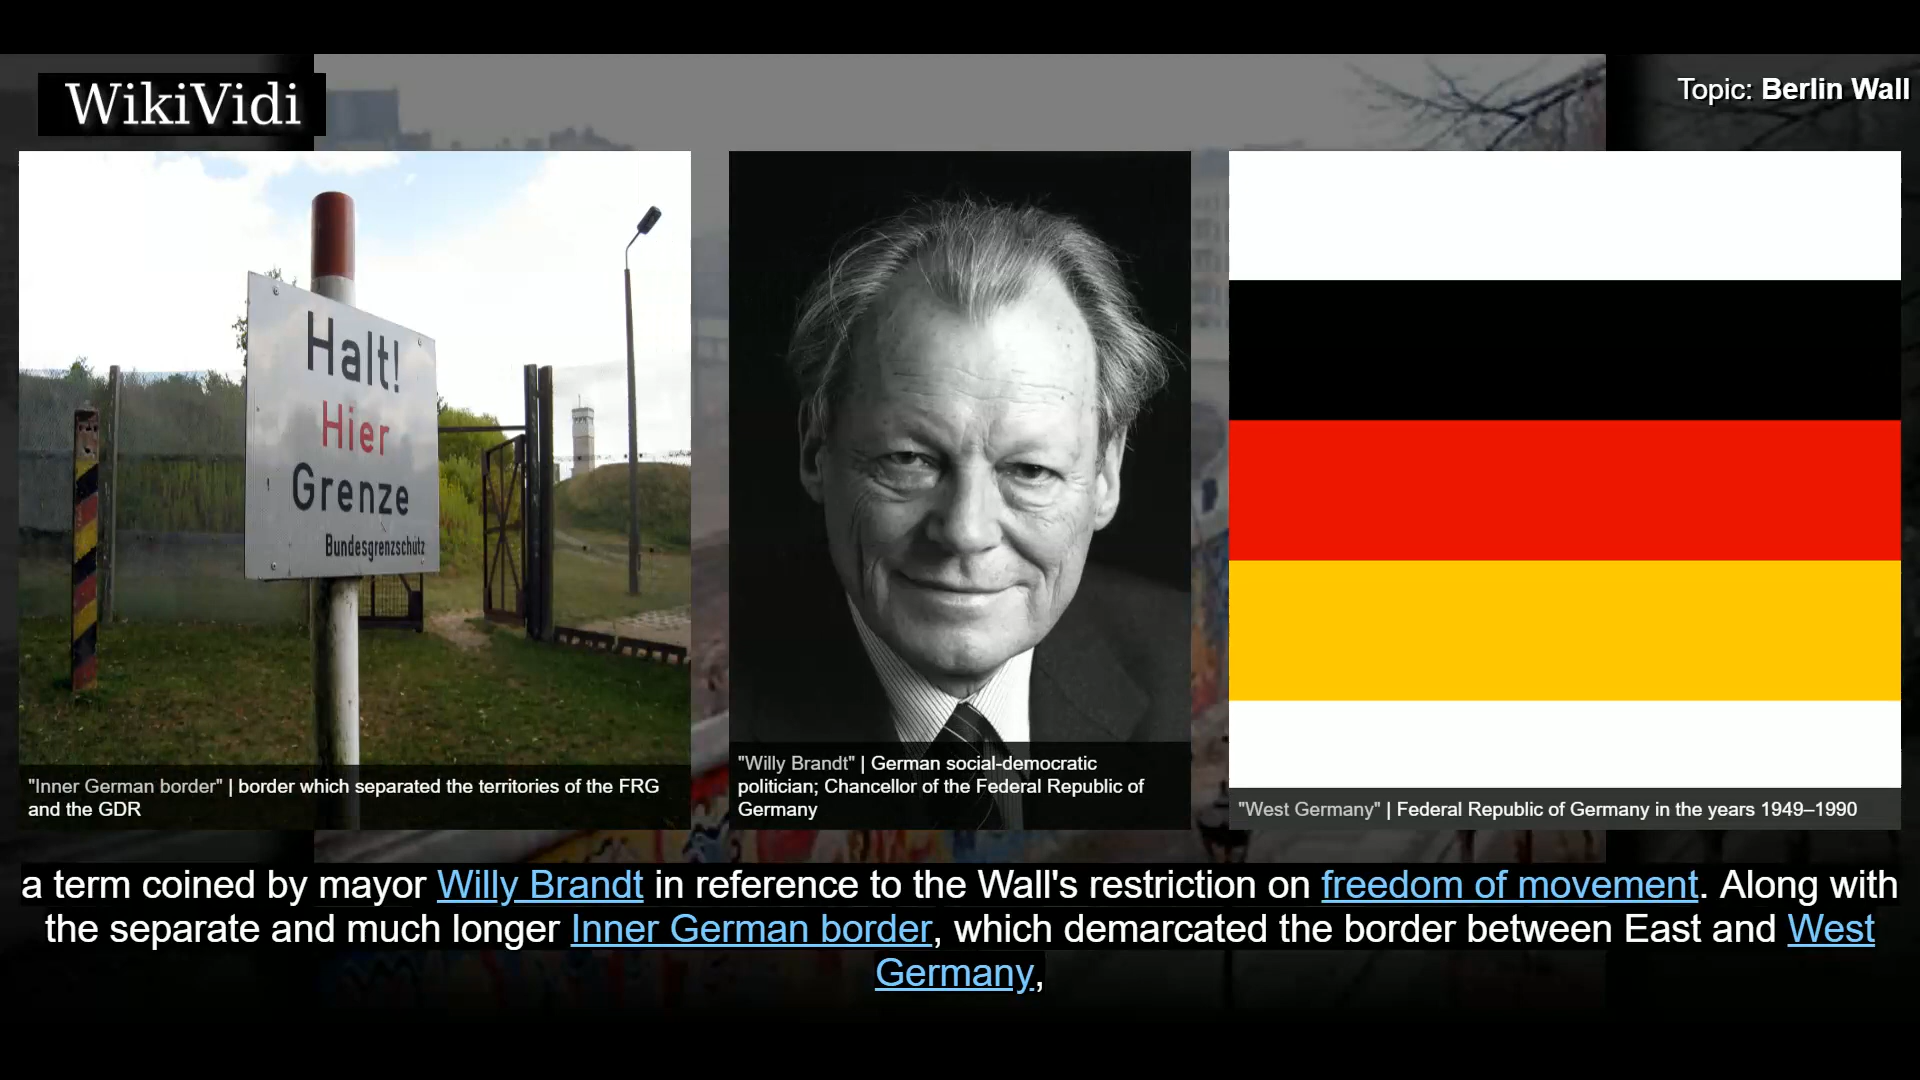 WikiVidi
Topic: Berlin Wall
Halt!
Hier
Grenze
Bundesgrenzschutz
"Inner German border" | border which separated the territories of the FRG
and the GDR
"Willy Brandt" | German social-democratic
politician; Chancellor of the Federal Republic of
Germany
"West Germany" | Federal Republic of Germany in the years 1949–1990
a term coined by mayor Willy Brandt in reference to the Wall's restriction on freedom of movement. Along with
the separate and much longer Inner German border, which demarcated the border between East and West
Germany,